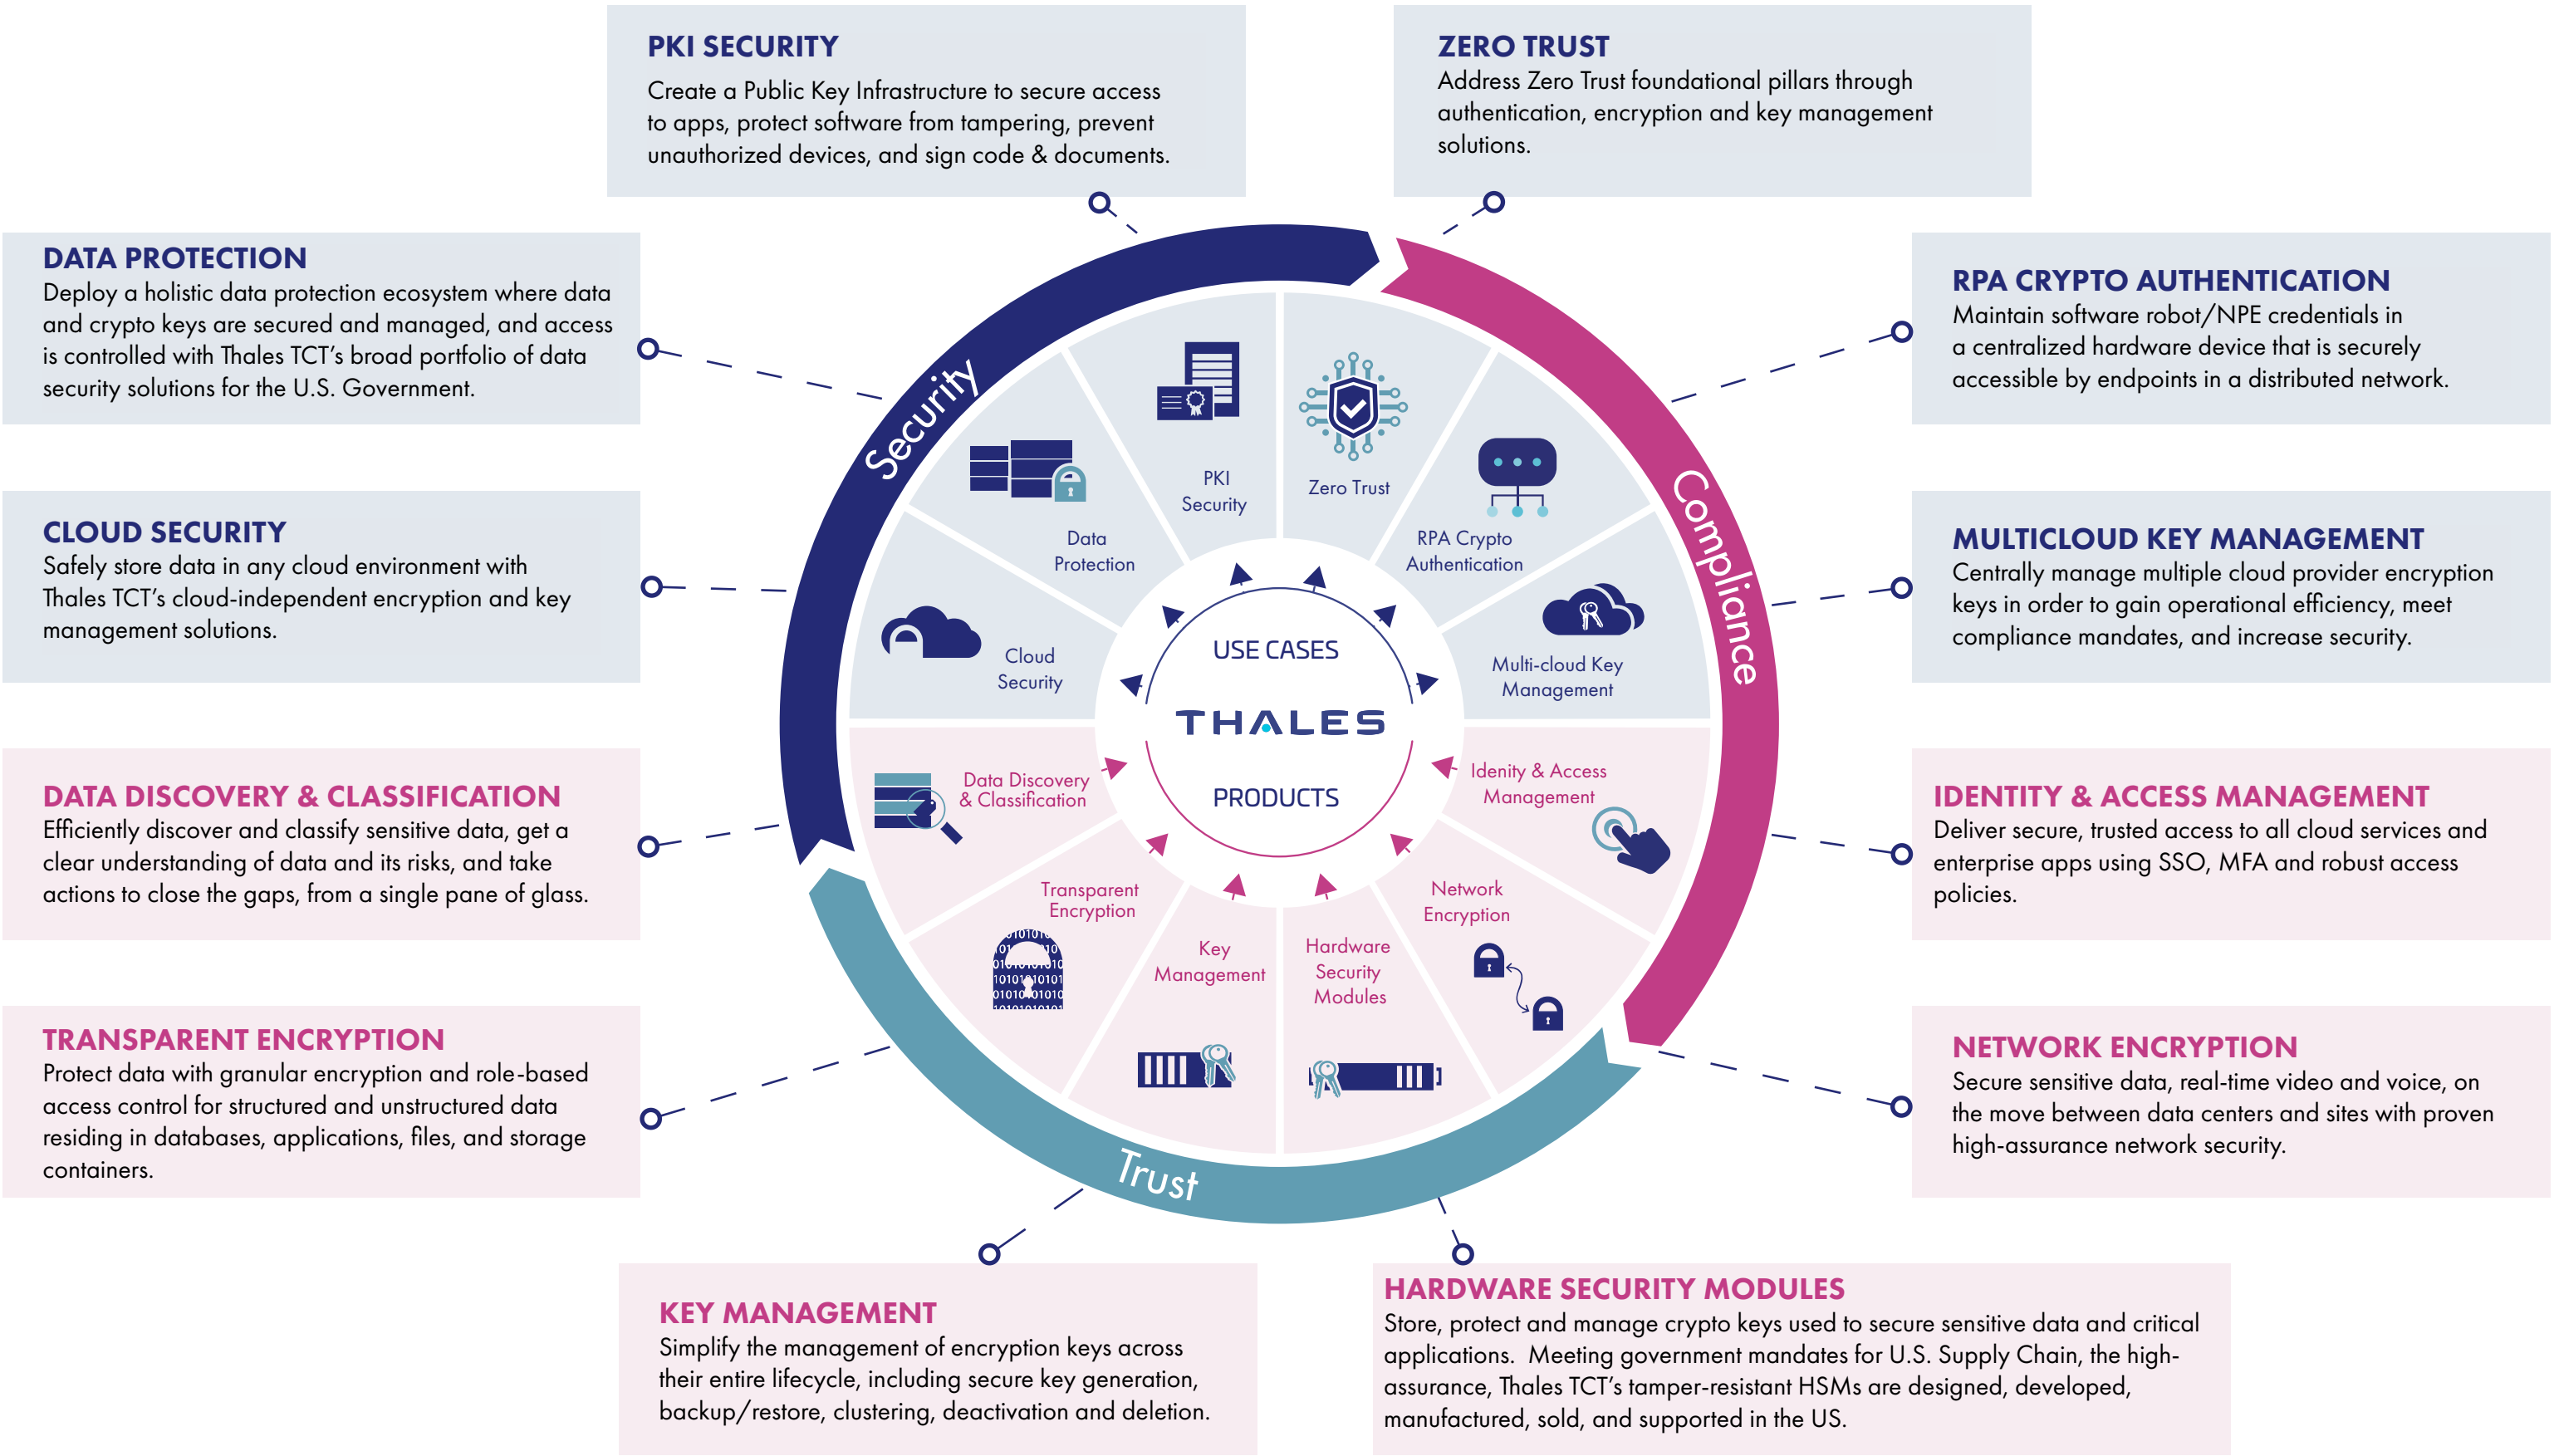 PKI SECURITY
Create a Public Key Infrastructure to secure access
to apps, protect software from tampering, prevent
unauthorized devices, and sign code & documents.
ZERO TRUST
Address Zero Trust foundational pillars through
authentication, encryption and key management
solutions.
DATA PROTECTION
Deploy a holistic data protection ecosystem where data
and crypto keys are secured and managed, and access
is controlled with Thales TCT's broad portfolio of data
security solutions for the U.S. Government.
RPA CRYPTO AUTHENTICATION
Maintain software robot/NPE credentials in
a centralized hardware device that is securely
accessible by endpoints in a distributed network.
CLOUD SECURITY
Safely store data in any cloud environment with
Thales TCT's cloud-independent encryption and key
management solutions.
MULTICLOUD KEY MANAGEMENT
Centrally manage multiple cloud provider encryption
keys in order to gain operational efficiency, meet
compliance mandates, and increase security.
DATA DISCOVERY & CLASSIFICATION
Efficiently discover and classify sensitive data, get a
clear understanding of data and its risks, and take
actions to close the gaps, from a single pane of glass.
IDENTITY & ACCESS MANAGEMENT
Deliver secure, trusted access to all cloud services and
enterprise apps using SSO, MFA and robust access
policies.
TRANSPARENT ENCRYPTION
Protect data with granular encryption and role-based
access control for structured and unstructured data
residing in databases, applications, files, and storage
containers.
NETWORK ENCRYPTION
Secure sensitive data, real-time video and voice, on
the move between data centers and sites with proven
high-assurance network security.
KEY MANAGEMENT
Simplify the management of encryption keys across
their entire lifecycle, including secure key generation,
backup/restore, clustering, deactivation and deletion.
HARDWARE SECURITY MODULES
Store, protect and manage crypto keys used to secure sensitive data and critical
applications. Meeting government mandates for U.S. Supply Chain, the high-
assurance, Thales TCT's tamper-resistant HSMs are designed, developed,
manufactured, sold, and supported in the US.
Security
Compliance
Trust
PKI
Security
Zero Trust
Data
Protection
RPA Crypto
Authentication
Cloud
Security
Multi-cloud Key
Management
USE CASES
THALES
PRODUCTS
Data Discovery
& Classification
Idenity & Access
Management
Transparent
Encryption
Network
Encryption
Key
Management
Hardware
Security
Modules